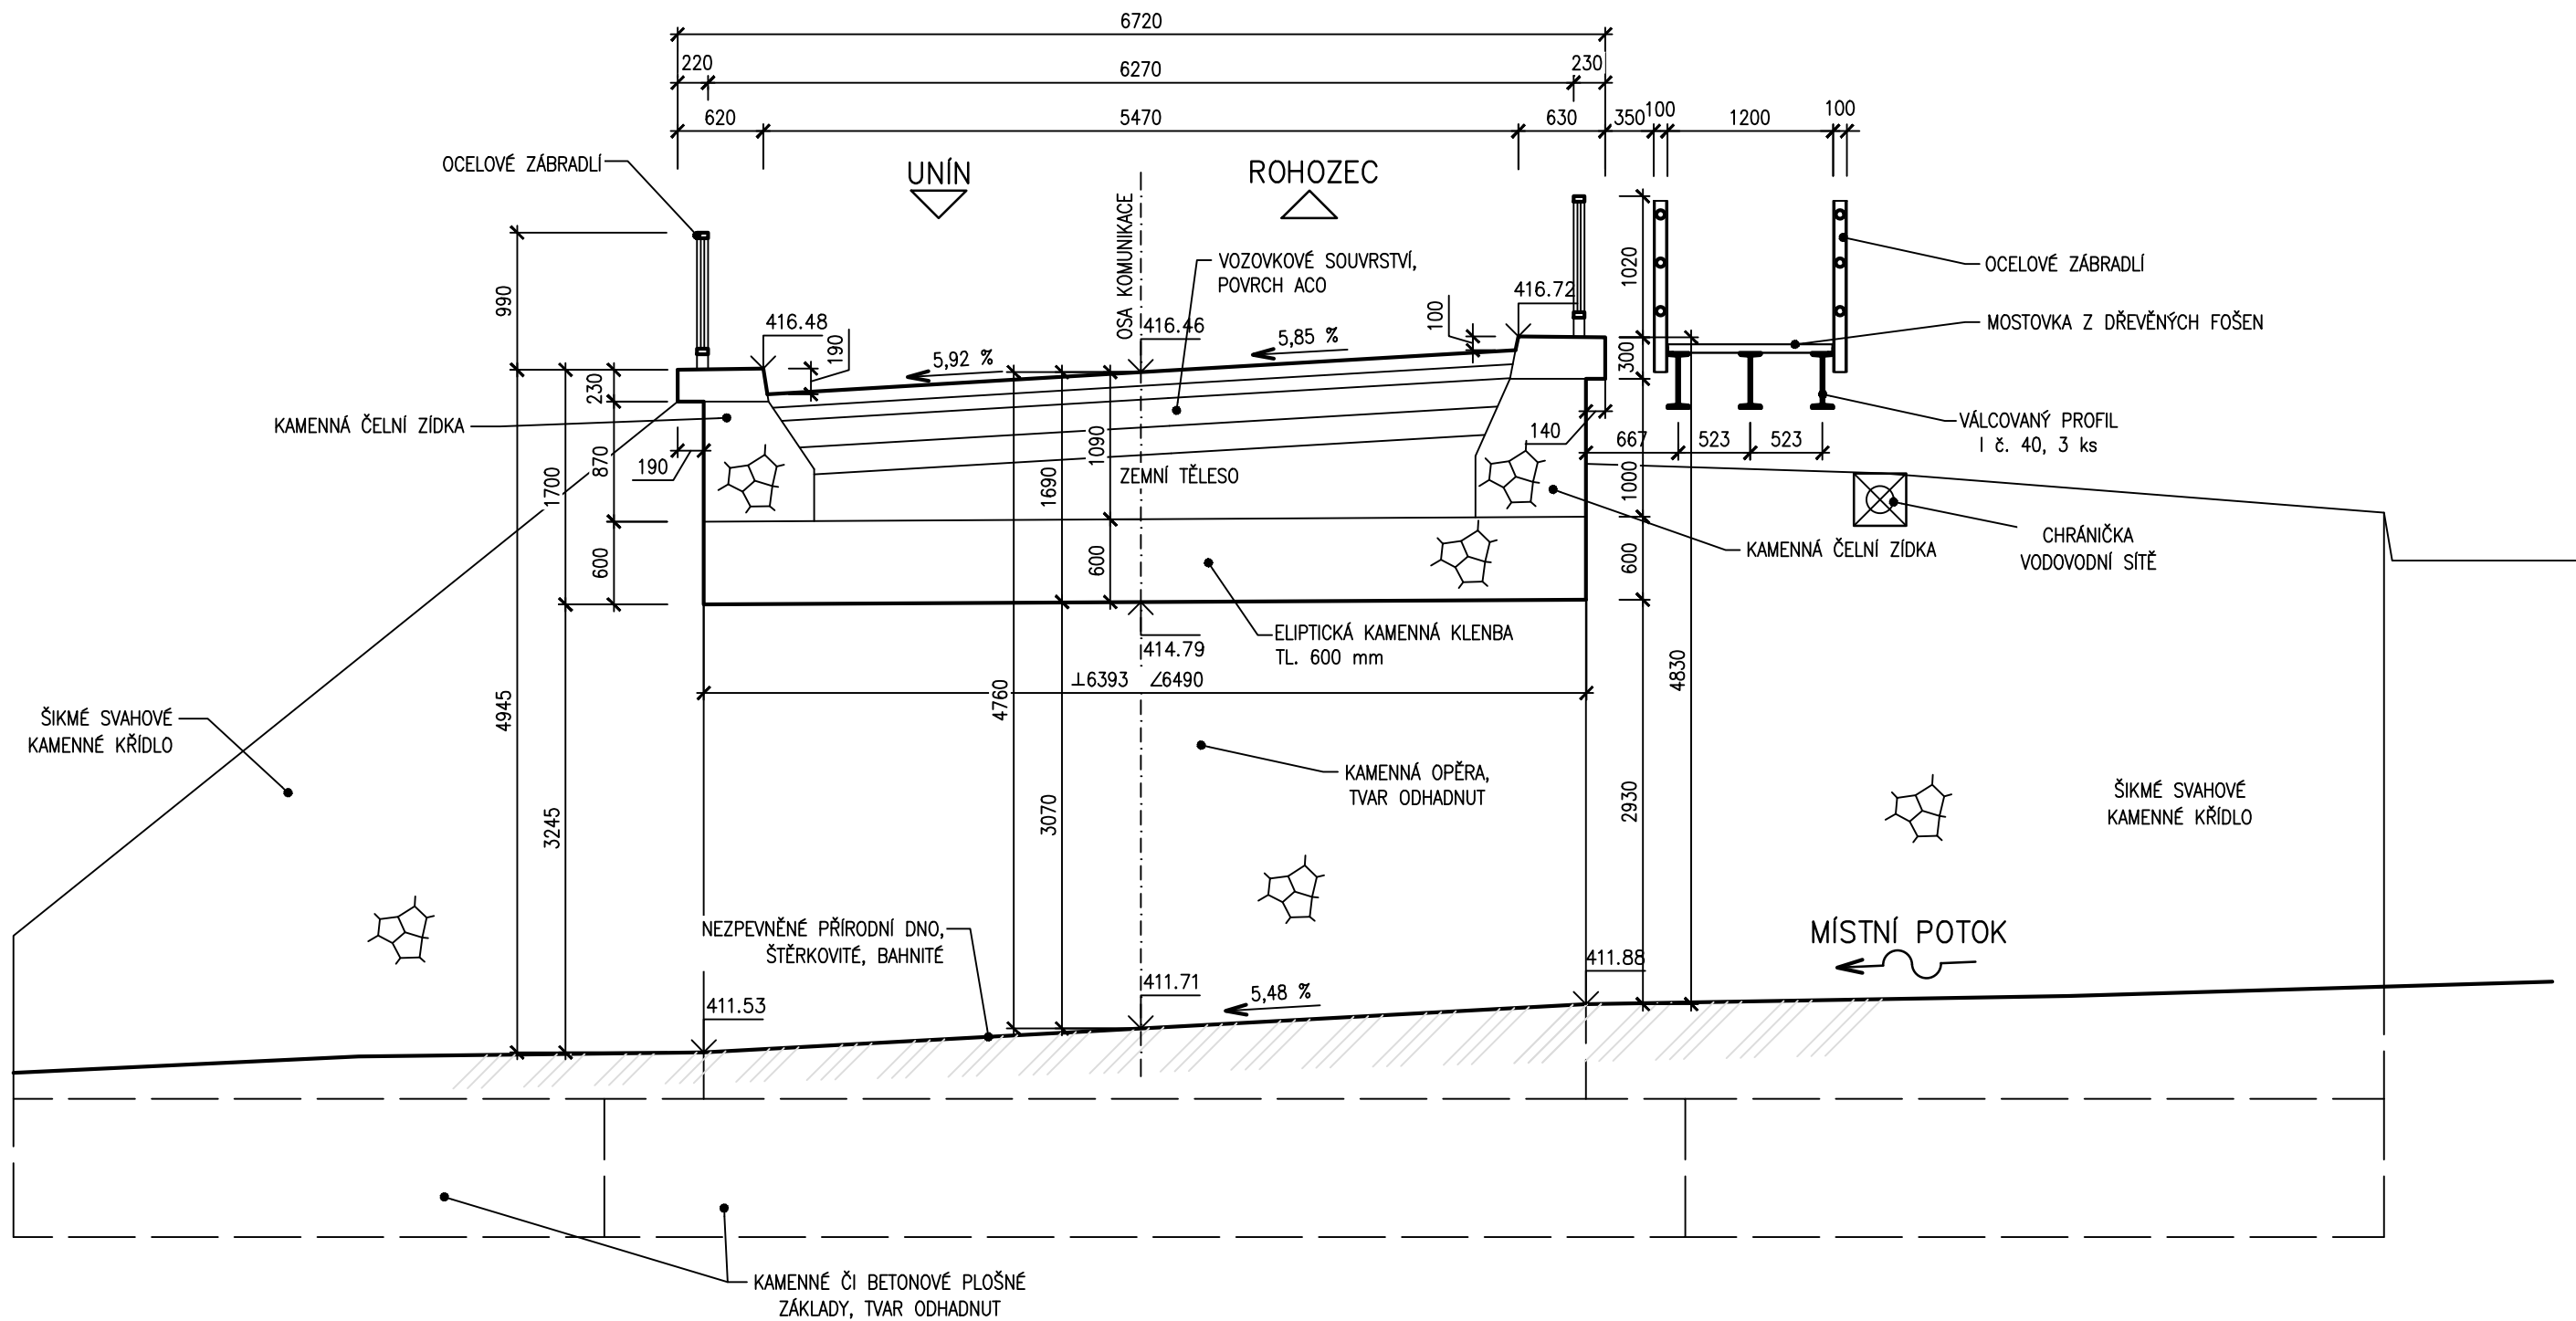 6720
220
6270
230
620
5470
630
350
100
1200
100
OCELOVÉ ZÁBRADLÍ
UNÍN
ROHOZEC
OSA KOMUNIKACE
VOZOVKOVÉ SOUVRSTVÍ,
POVRCH ACO
OCELOVÉ ZÁBRADLÍ
990
1020
416.48
190
416.46
100
416.72
5,92 %
5,85 %
MOSTOVKA Z DŘEVĚNÝCH FOŠEN
230
300
KAMENNÁ ČELNÍ ZÍDKA
VÁLCOVANÝ PROFIL
I č. 40, 3 ks
140
667
523
523
190
870
1700
1090
1690
1000
ZEMNÍ TĚLESO
600
600
600
KAMENNÁ ČELNÍ ZÍDKA
CHRÁNIČKA
VODOVODNÍ SÍTĚ
ELIPTICKÁ KAMENNÁ KLENBA
TL. 600 mm
414.79
⊥6393 ∠6490
4945
4760
4830
ŠIKMÉ SVAHOVÉ
KAMENNÉ KŘÍDLO
KAMENNÁ OPĚRA,
TVAR ODHADNUT
3245
3070
2930
ŠIKMÉ SVAHOVÉ
KAMENNÉ KŘÍDLO
NEZPEVNĚNÉ PŘÍRODNÍ DNO,
ŠTĚRKOVITÉ, BAHNITÉ
MÍSTNÍ POTOK
411.88
411.71
5,48 %
411.53
KAMENNÉ ČI BETONOVÉ PLOŠNÉ
ZÁKLADY, TVAR ODHADNUT